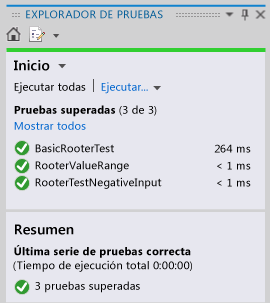 EXPLORADOR DE PRUEBAS
Inicio
Ejecutar todas | Ejecutar...
Pruebas superadas (3 de 3)
Mostrar todos
BasicRooterTest 264 ms
RooterValueRange < 1 ms
RooterTestNegativeInput < 1 ms
Resumen
Última serie de pruebas correcta
(Tiempo de ejecución total 0:00:00)
3 pruebas superadas